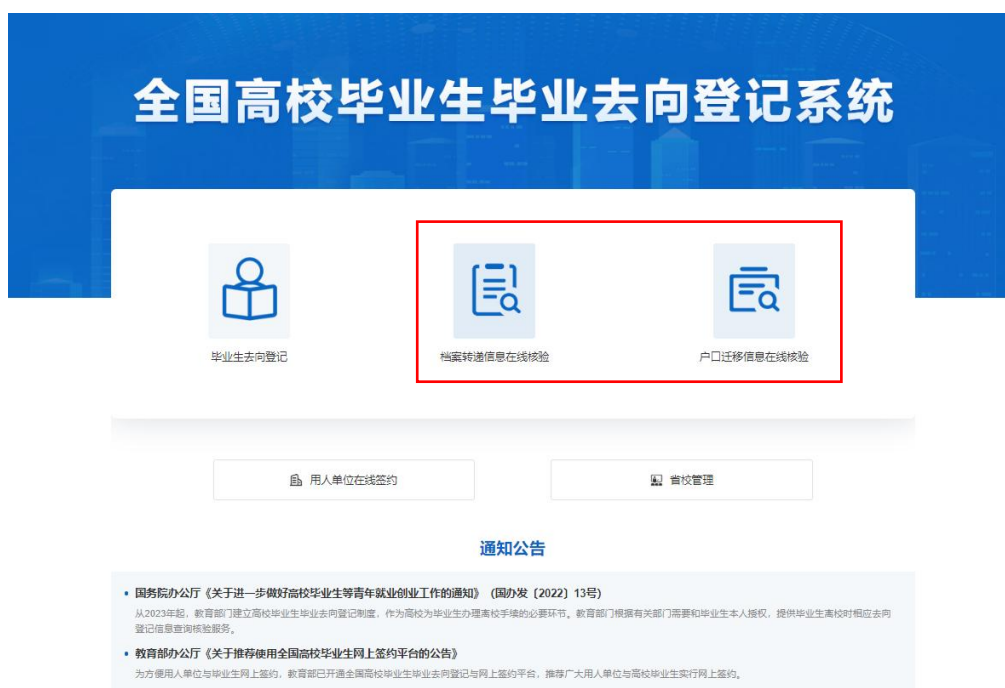 全国高校毕业生毕业去向登记系统
毕业生去向登记
档案转递信息在线核验
户口迁移信息在线核验
用人单位在线签约
省校管理
通知公告
国务院办公厅《关于进一步做好高校毕业生等青年就业创业工作的通知》（国办发〔2022〕13号）
从2023年起，教育部门建立高校毕业生毕业去向登记制度，作为高校为毕业生办理离校手续的必要环节。教育部门根据有关部门需要和毕业生本人授权，提供毕业生离校时相应去向
登记信息查询核验服务。
教育部办公厅《关于推荐使用全国高校毕业生网上签约平台的公告》
为方便用人单位与毕业生网上签约，教育部已开通全国高校毕业生毕业去向登记与网上签约平台，推荐广大用人单位与高校毕业生实行网上签约。